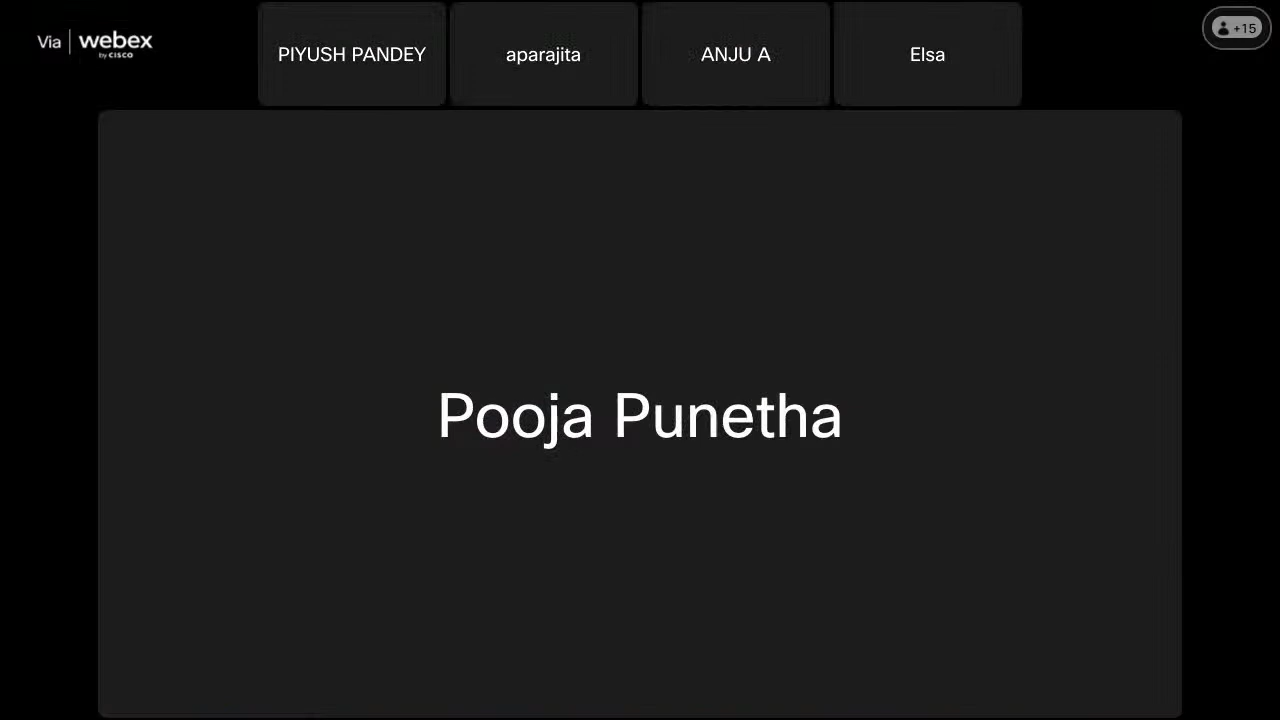 Via webex
by CISCO
PIYUSH PANDEY
aparajita
ANJU A
Elsa
+15
Pooja Punetha